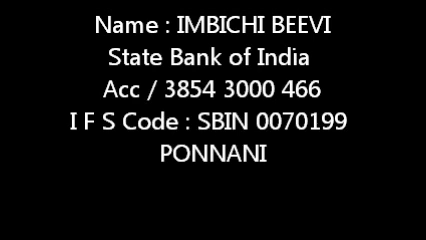 Name : IMBICHI BEEVI
State Bank of India
Acc / 3854 3000 466
I F S Code : SBIN 0070199
PONNANI